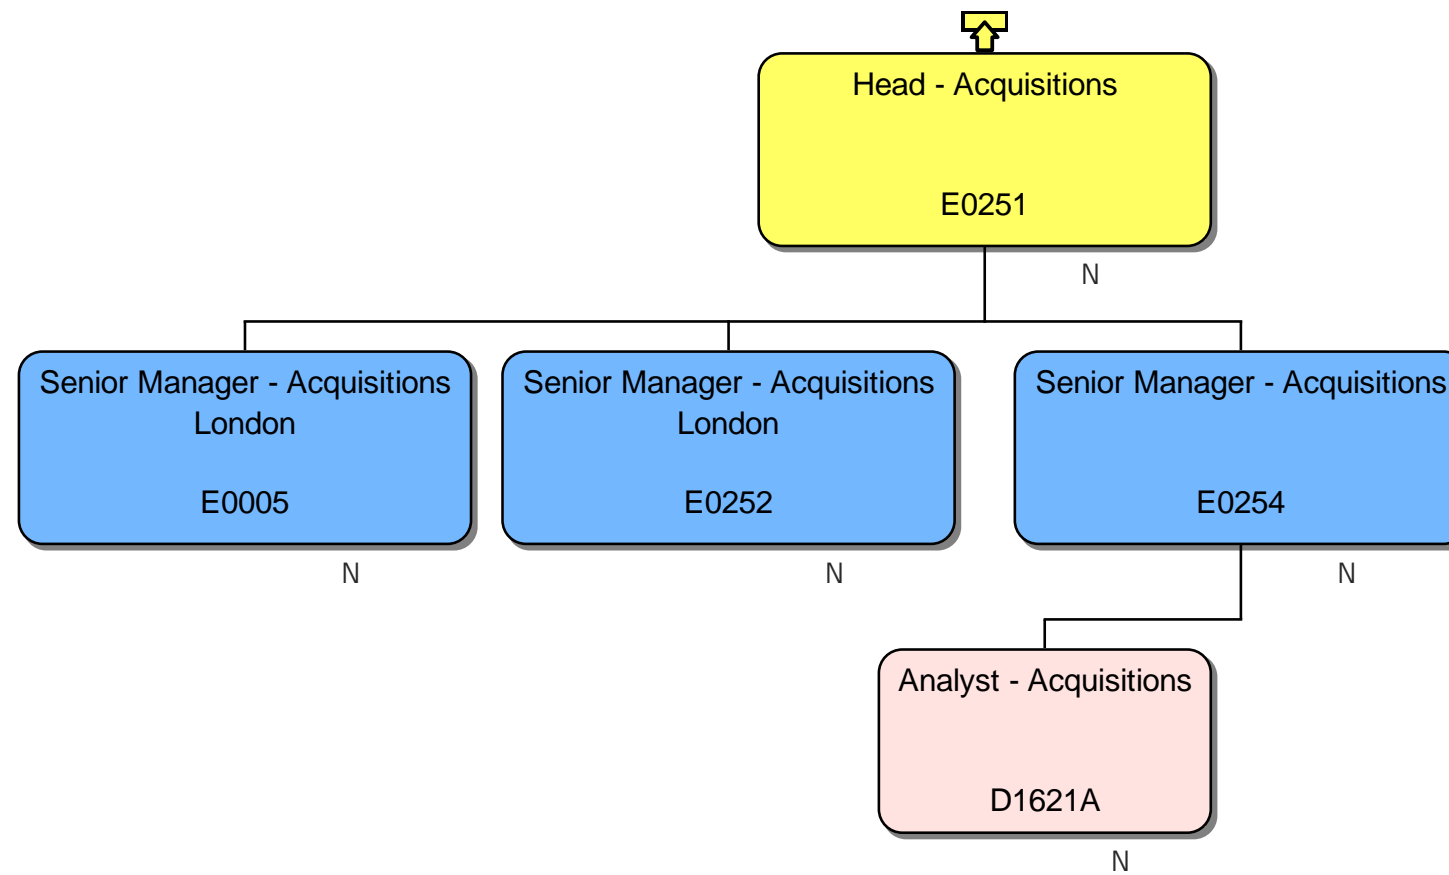 Head - Acquisitions
E0251
N
Senior Manager - Acquisitions
London
E0005
N
Senior Manager - Acquisitions
London
E0252
N
Senior Manager - Acquisitions
E0254
N
Analyst - Acquisitions
D1621A
N